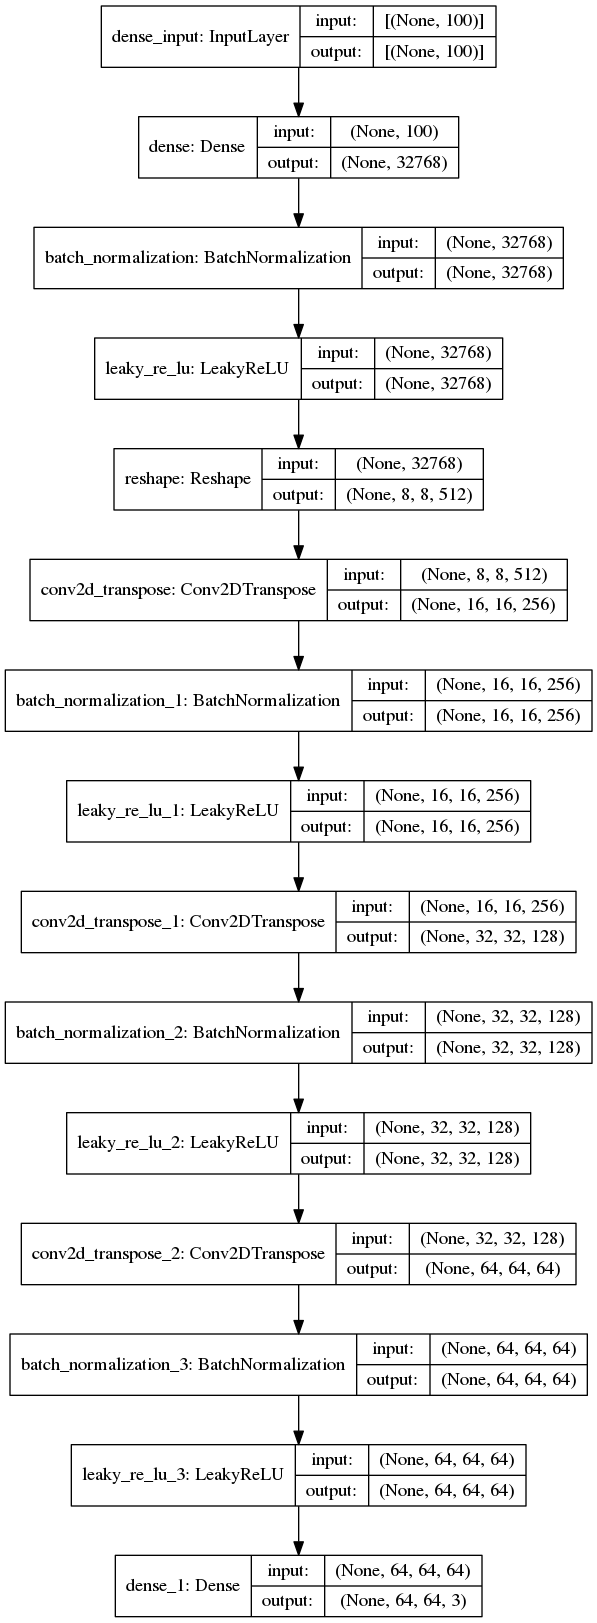 dense_input: InputLayer
input: [(None, 100)]
output: [(None, 100)]
dense: Dense
input: (None, 100)
output: (None, 32768)
batch_normalization: BatchNormalization
input: (None, 32768)
output: (None, 32768)
leaky_re_lu: LeakyReLU
input: (None, 32768)
output: (None, 32768)
reshape: Reshape
input: (None, 32768)
output: (None, 8, 8, 512)
conv2d_transpose: Conv2DTranspose
input: (None, 8, 8, 512)
output: (None, 16, 16, 256)
batch_normalization_1: BatchNormalization
input: (None, 16, 16, 256)
output: (None, 16, 16, 256)
leaky_re_lu_1: LeakyReLU
input: (None, 16, 16, 256)
output: (None, 16, 16, 256)
conv2d_transpose_1: Conv2DTranspose
input: (None, 16, 16, 256)
output: (None, 32, 32, 128)
batch_normalization_2: BatchNormalization
input: (None, 32, 32, 128)
output: (None, 32, 32, 128)
leaky_re_lu_2: LeakyReLU
input: (None, 32, 32, 128)
output: (None, 32, 32, 128)
conv2d_transpose_2: Conv2DTranspose
input: (None, 32, 32, 128)
output: (None, 64, 64, 64)
batch_normalization_3: BatchNormalization
input: (None, 64, 64, 64)
output: (None, 64, 64, 64)
leaky_re_lu_3: LeakyReLU
input: (None, 64, 64, 64)
output: (None, 64, 64, 64)
dense_1: Dense
input: (None, 64, 64, 64)
output: (None, 64, 64, 3)